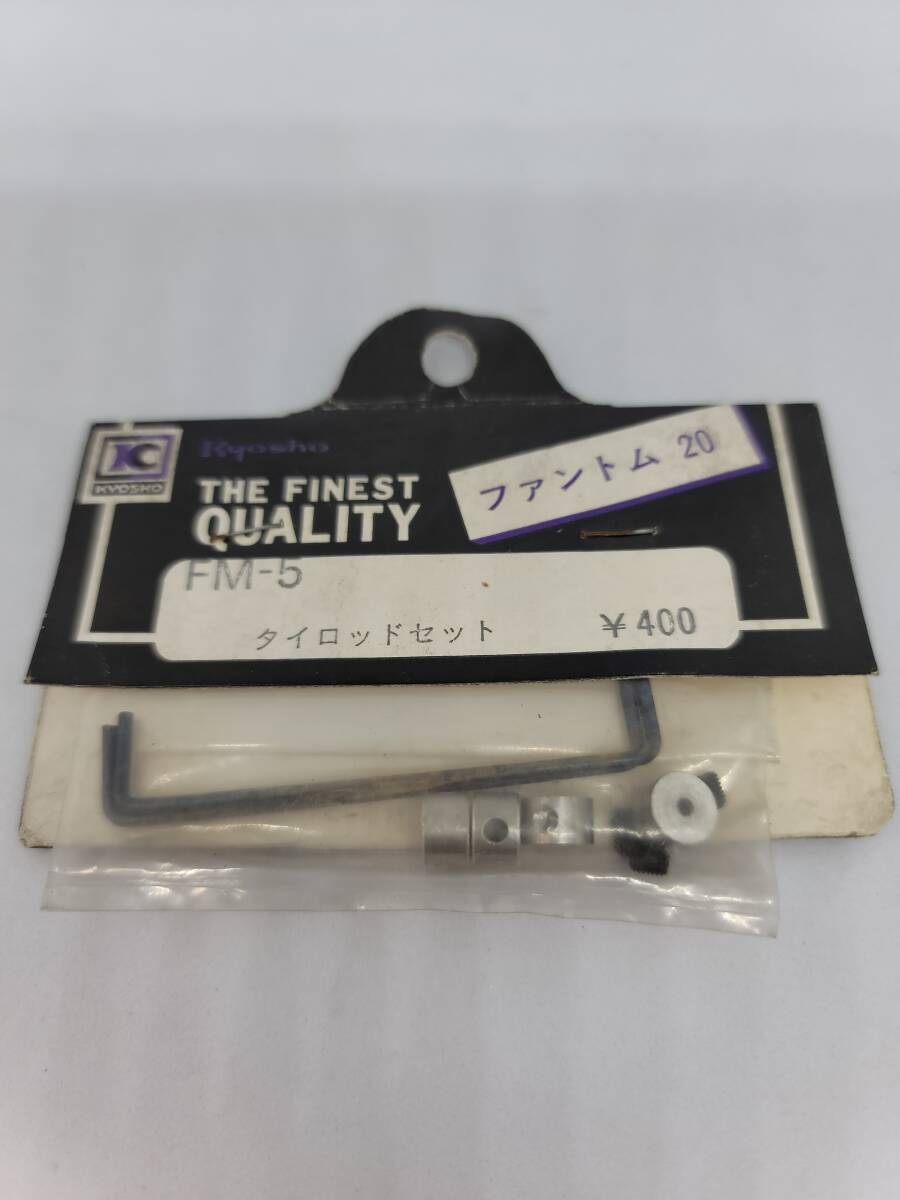 KYOSHO
Kyosho
THE FINEST
QUALITY
ファントム 20
FM-5
タイロッドセット ¥400